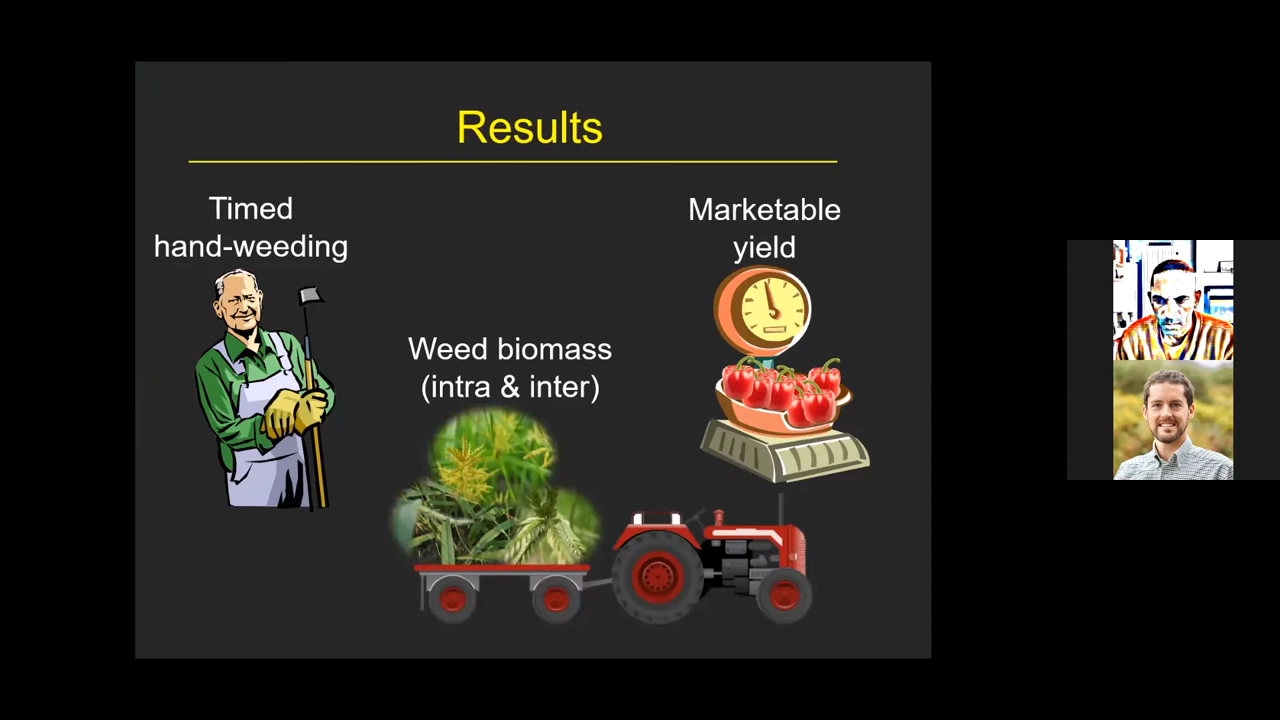 Results
Timed
hand-weeding
Weed biomass
(intra & inter)
Marketable
yield